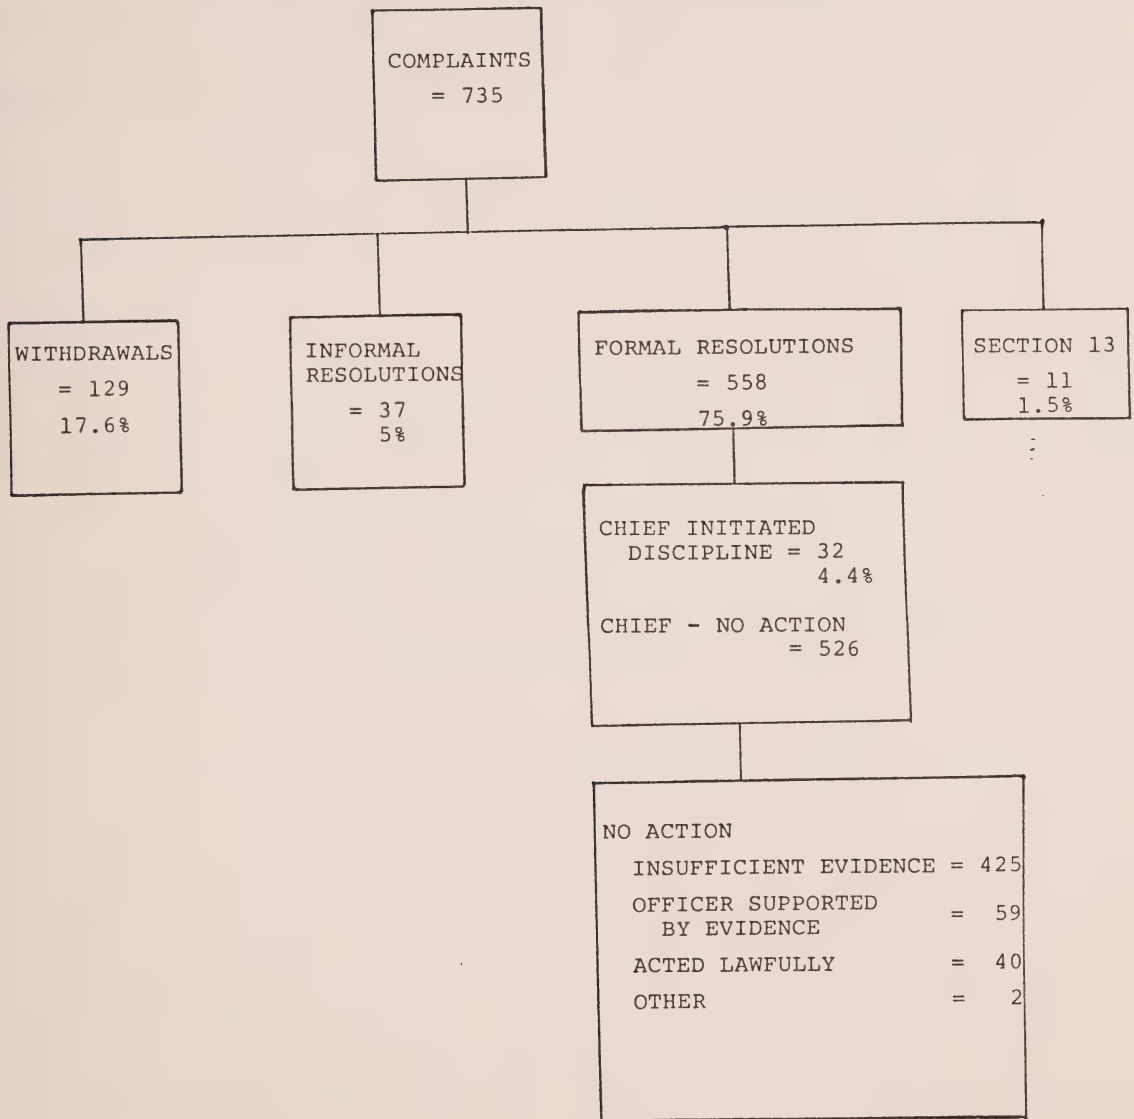 COMPLAINTS
= 735
WITHDRAWALS
= 129
17.6%
INFORMAL
RESOLUTIONS
= 37
5%
FORMAL RESOLUTIONS
= 558
75.9%
SECTION 13
= 11
1.5%
CHIEF INITIATED
DISCIPLINE = 32
4.4%
CHIEF - NO ACTION
= 526
NO ACTION
INSUFFICIENT EVIDENCE = 425
OFFICER SUPPORTED
BY EVIDENCE = 59
ACTED LAWFULLY = 40
OTHER = 2